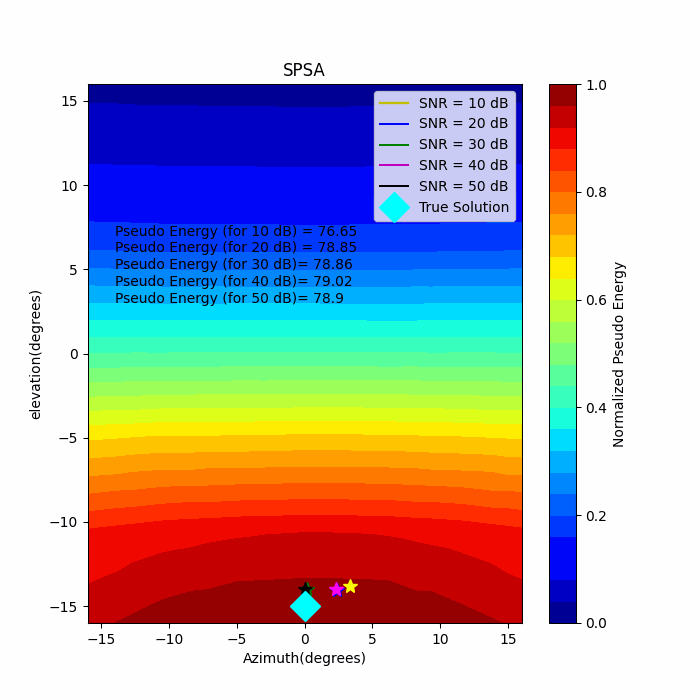 SPSA
SNR = 10 dB
SNR = 20 dB
SNR = 30 dB
SNR = 40 dB
SNR = 50 dB
True Solution
Pseudo Energy (for 10 dB) = 76.65
Pseudo Energy (for 20 dB) = 78.85
Pseudo Energy (for 30 dB)= 78.86
Pseudo Energy (for 40 dB)= 79.02
Pseudo Energy (for 50 dB)= 78.9
elevation(degrees)
15
10
5
0
−5
−10
−15
−15
−10
−5
0
5
10
15
Azimuth(degrees)
1.0
0.8
0.6
0.4
0.2
0.0
Normalized Pseudo Energy